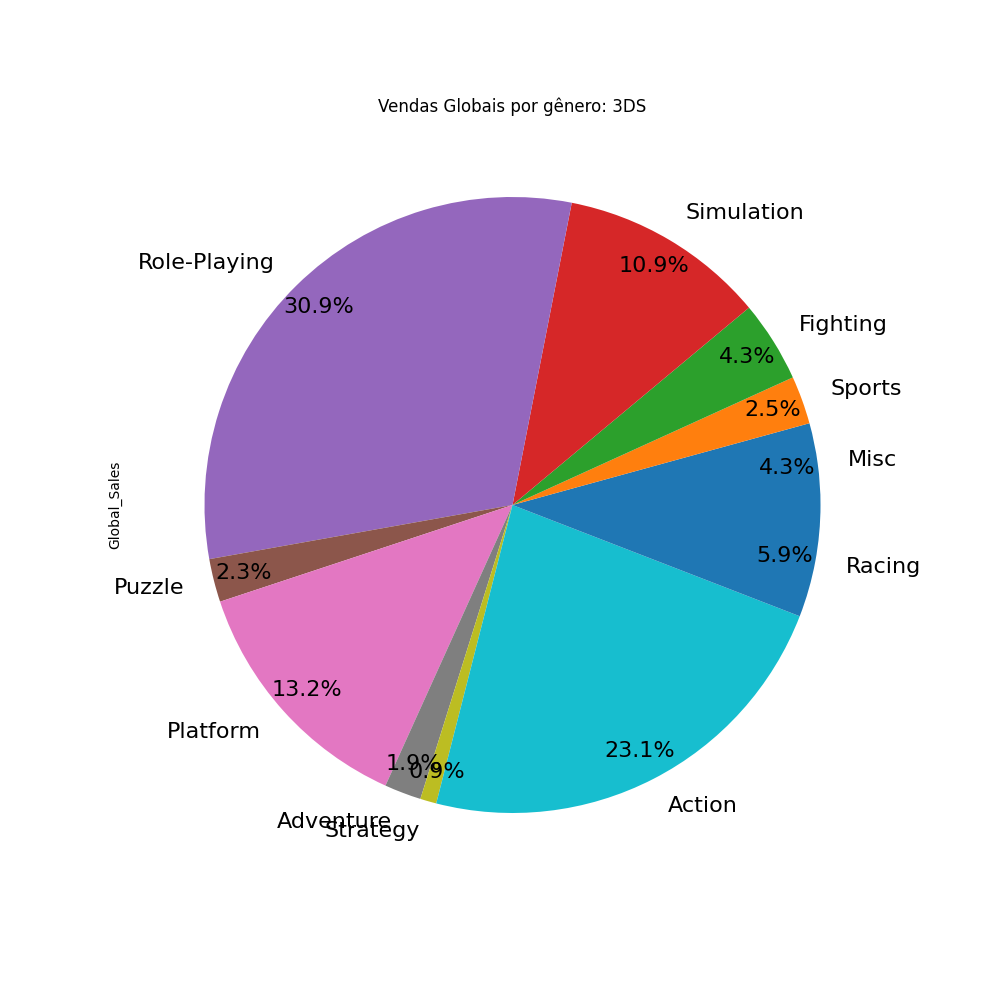 Vendas Globais por gênero: 3DS
Simulation
10.9%
Role-Playing
30.9%
Fighting
4.3%
Sports
2.5%
Misc
4.3%
Global_Sales
Racing
5.9%
Puzzle
2.3%
Platform
13.2%
Action
23.1%
Adventure
1.9%
Strategy
0.9%